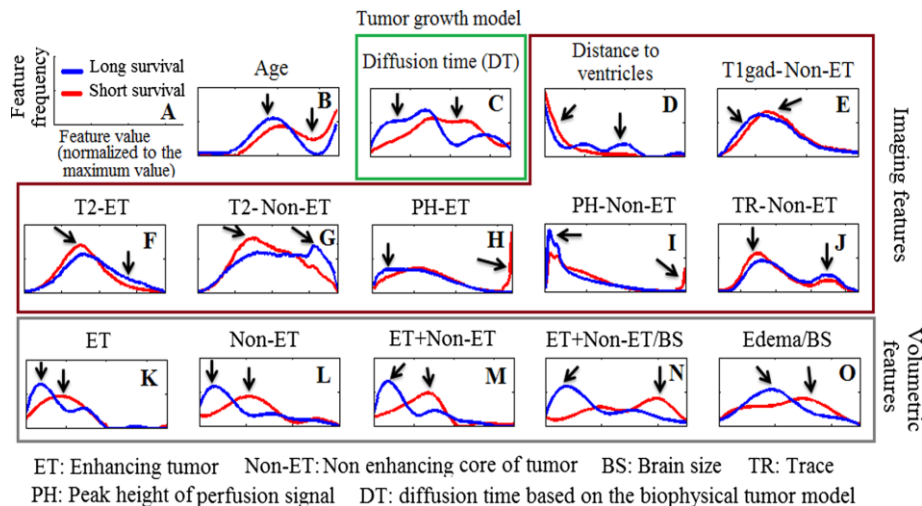 Tumor growth model
Feature frequency
Long survival
Short survival
A
Feature value
(normalized to the
maximum value)
Age
B
Diffusion time (DT)
C
Distance to
ventricles
D
T1gad-Non-ET
E
Imaging features
T2-ET
F
T2-Non-ET
G
PH-ET
H
PH-Non-ET
I
TR-Non-ET
J
ET
K
Non-ET
L
ET+Non-ET
M
ET+Non-ET/BS
N
Edema/BS
O
Volumetric features
ET: Enhancing tumor Non-ET: Non enhancing core of tumor BS: Brain size TR: Trace
PH: Peak height of perfusion signal DT: diffusion time based on the biophysical tumor model